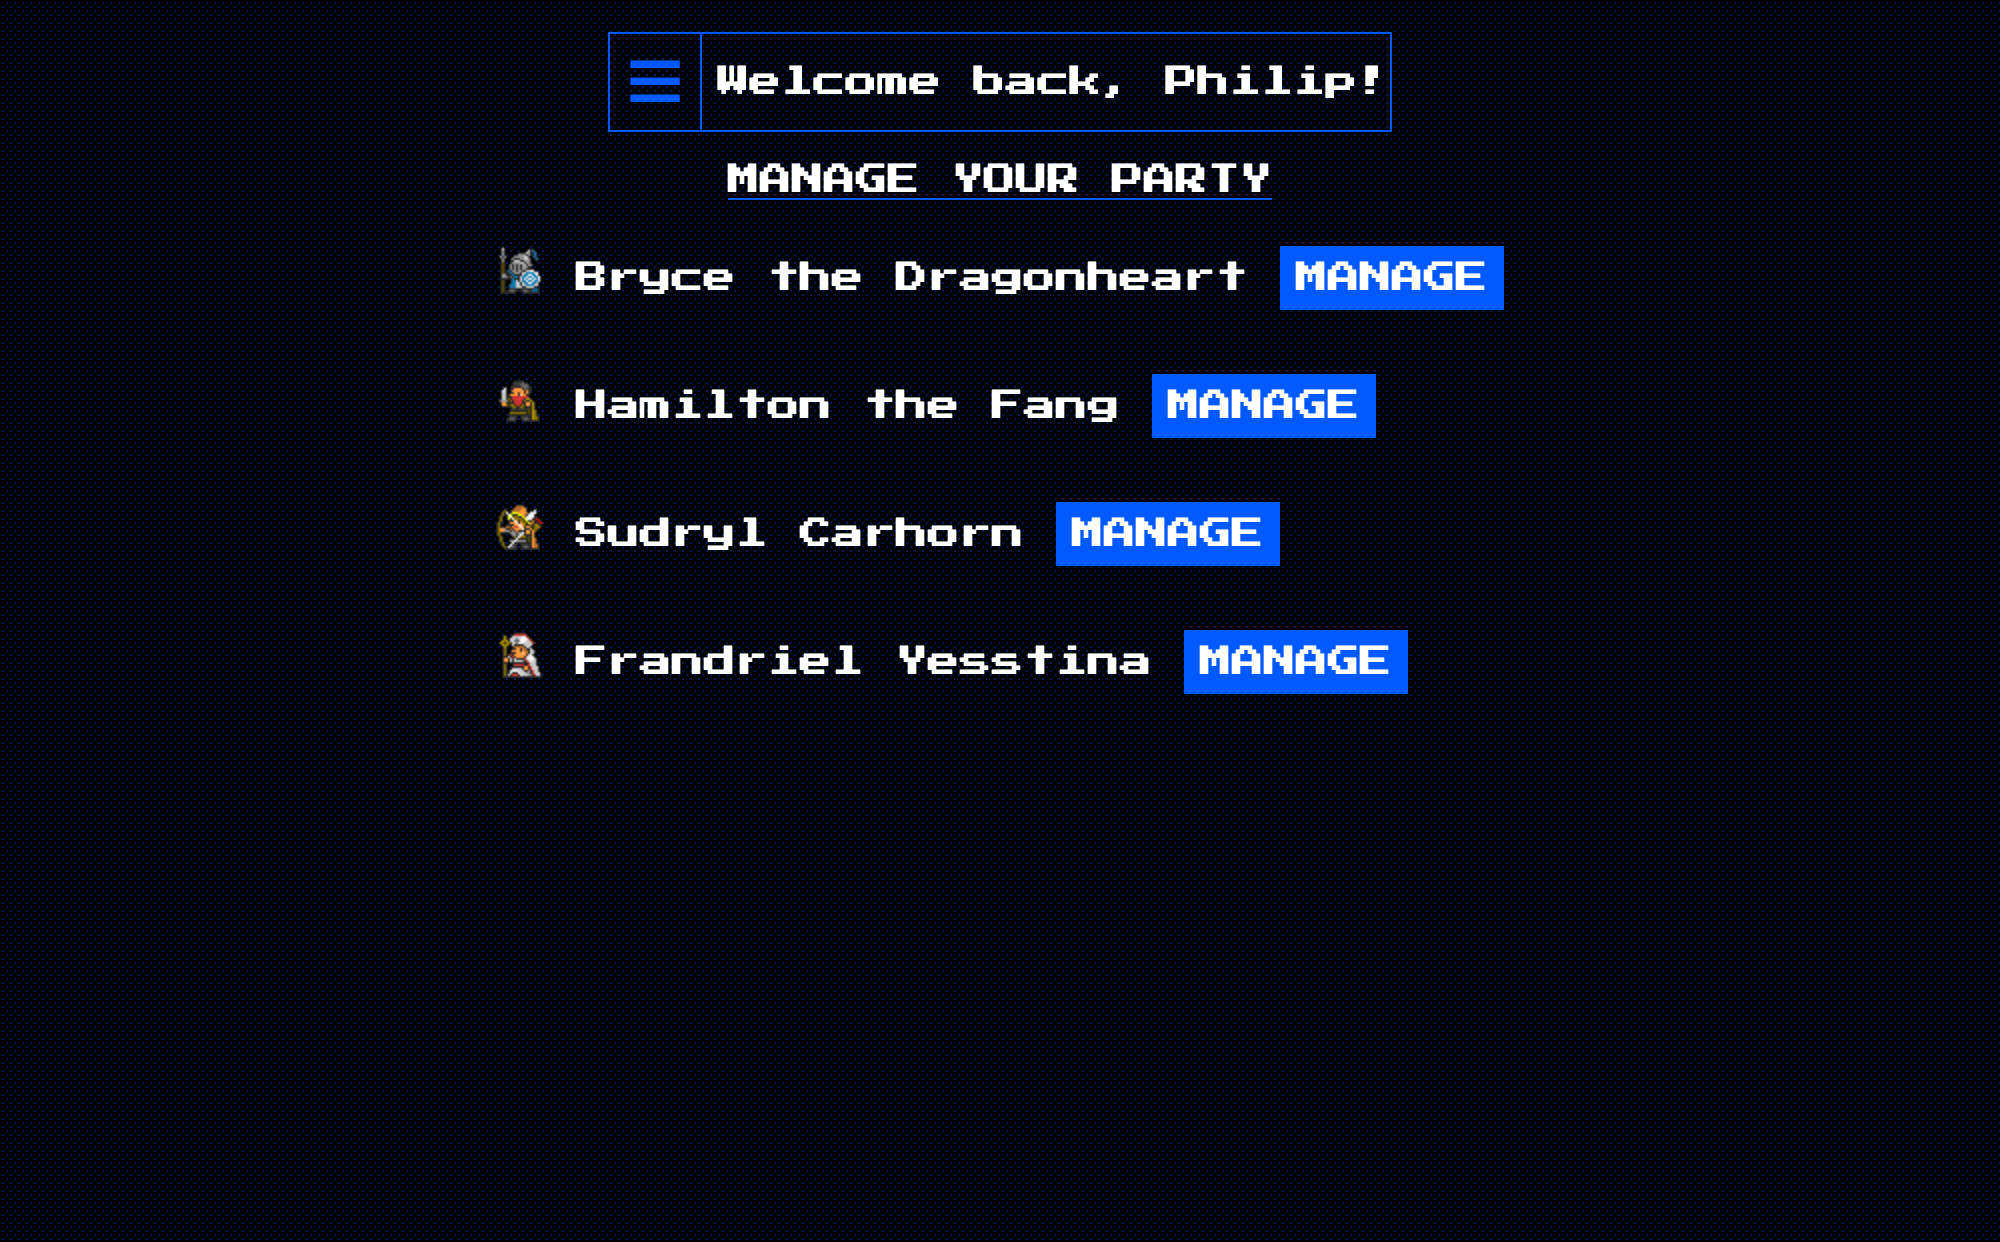 Welcome back, Philip!
MANAGE YOUR PARTY
Bryce the Dragonheart MANAGE
Hamilton the Fang MANAGE
Sudryl Carhorn MANAGE
Frandriel Yesstina MANAGE